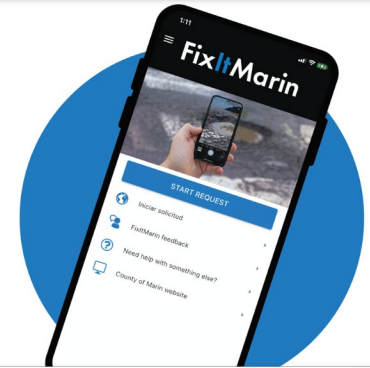 1:11
FixItMarin
START REQUEST
Iniciar solicitud
FixItMarin feedback
Need help with something else?
County of Marin website